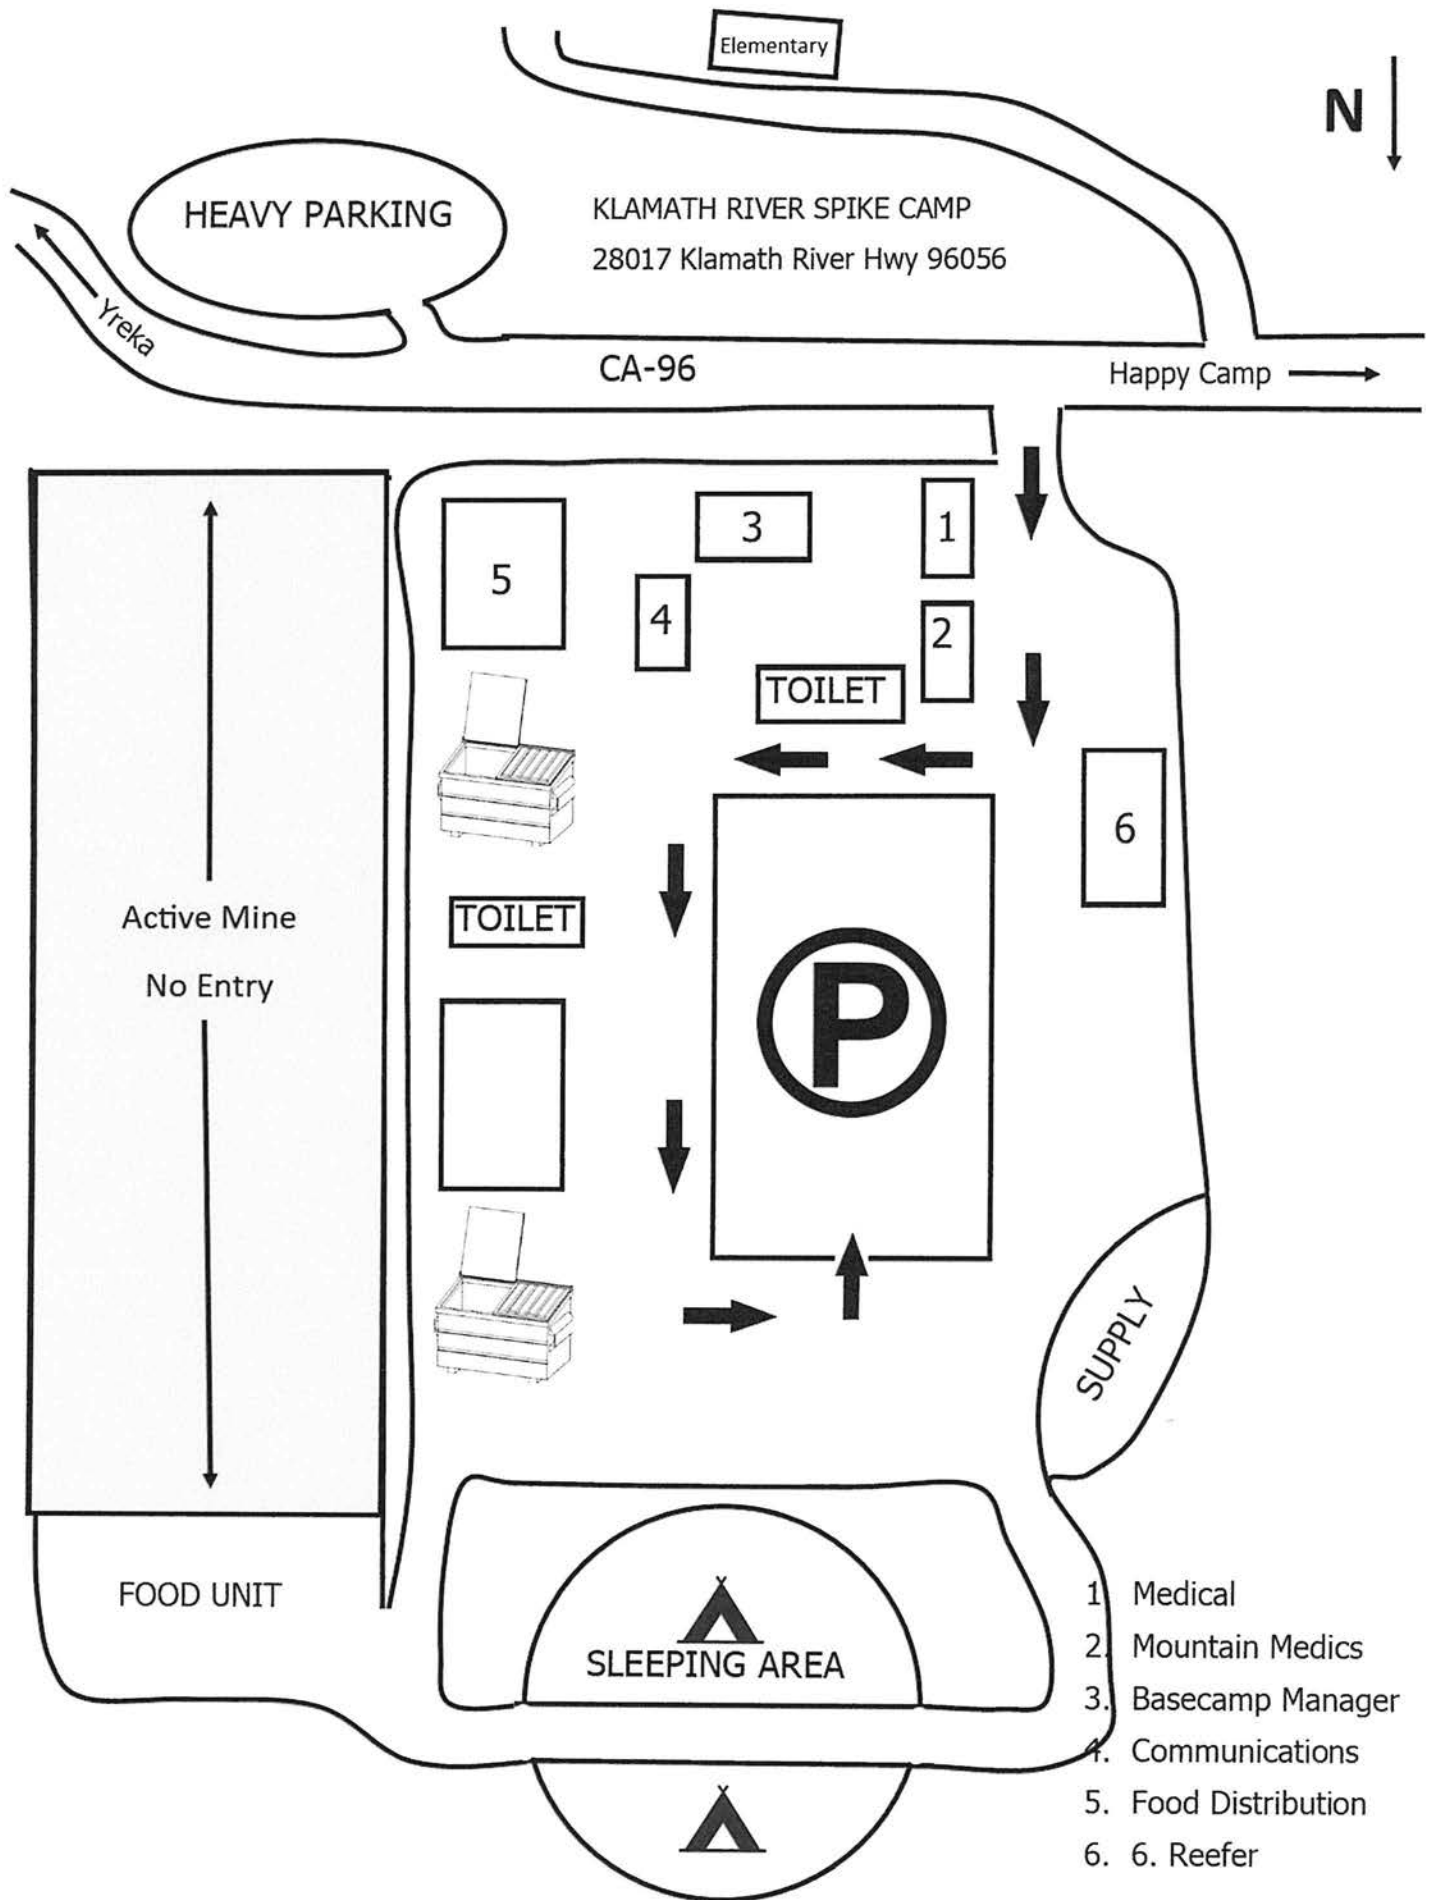 Elementary
N
HEAVY PARKING
KLAMATH RIVER SPIKE CAMP
28017 Klamath River Hwy 96056
Yreka
CA-96
Happy Camp
5
3
1
4
2
TOILET
6
Active Mine
No Entry
TOILET
P
SUPPLY
FOOD UNIT
SLEEPING AREA
1 Medical
2. Mountain Medics
3. Basecamp Manager
4. Communications
5. Food Distribution
6. 6. Reefer